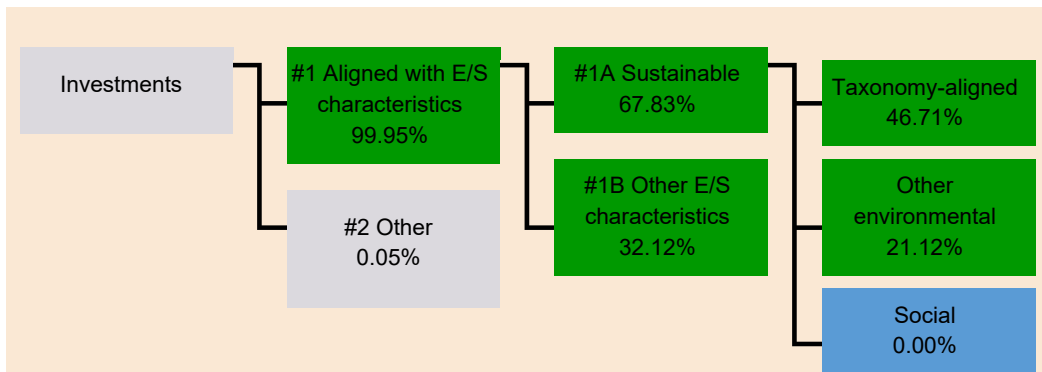 Investments
#1 Aligned with E/S
characteristics
99.95%
#2 Other
0.05%
#1A Sustainable
67.83%
#1B Other E/S
characteristics
32.12%
Taxonomy-aligned
46.71%
Other
environmental
21.12%
Social
0.00%